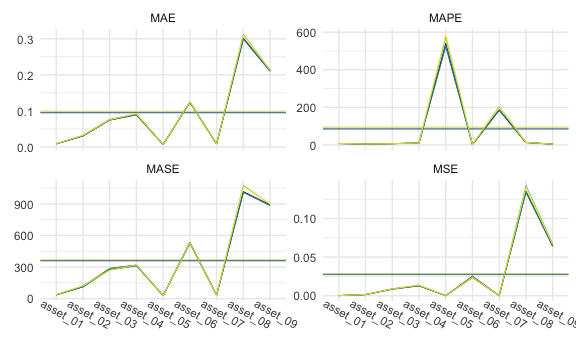 MAE
MAPE
0.3
0.2
0.1
0.0
600
400
200
0
MASE
MSE
900
600
300
0
0.10
0.05
0.00
asset_01
asset_02
asset_03
asset_04
asset_05
asset_06
asset_07
asset_08
asset_09
asset_01
asset_02
asset_03
asset_04
asset_05
asset_06
asset_07
asset_08
asset_09